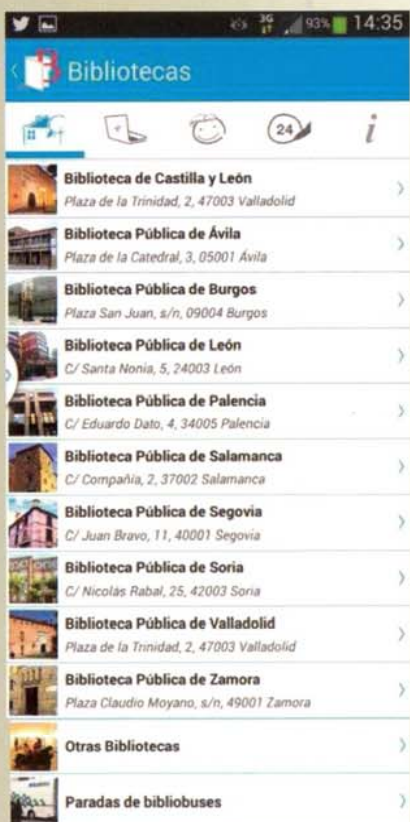 3G
93%
14:35
Bibliotecas
24
i
Biblioteca de Castilla y León
Plaza de la Trinidad, 2, 47003 Valladolid
Biblioteca Pública de Ávila
Plaza de la Catedral, 3, 05001 Ávila
Biblioteca Pública de Burgos
Plaza San Juan, s/n, 09004 Burgos
Biblioteca Pública de León
C/ Santa Nonia, 5, 24003 León
Biblioteca Pública de Palencia
C/ Eduardo Dato, 4, 34005 Palencia
Biblioteca Pública de Salamanca
C/ Compañía, 2, 37002 Salamanca
Biblioteca Pública de Segovia
C/ Juan Bravo, 11, 40001 Segovia
Biblioteca Pública de Soria
C/ Nicolás Rabal, 25, 42003 Soria
Biblioteca Pública de Valladolid
Plaza de la Trinidad, 2, 47003 Valladolid
Biblioteca Pública de Zamora
Plaza Claudio Moyano, s/n, 49001 Zamora
Otras Bibliotecas
Paradas de bibliobuses